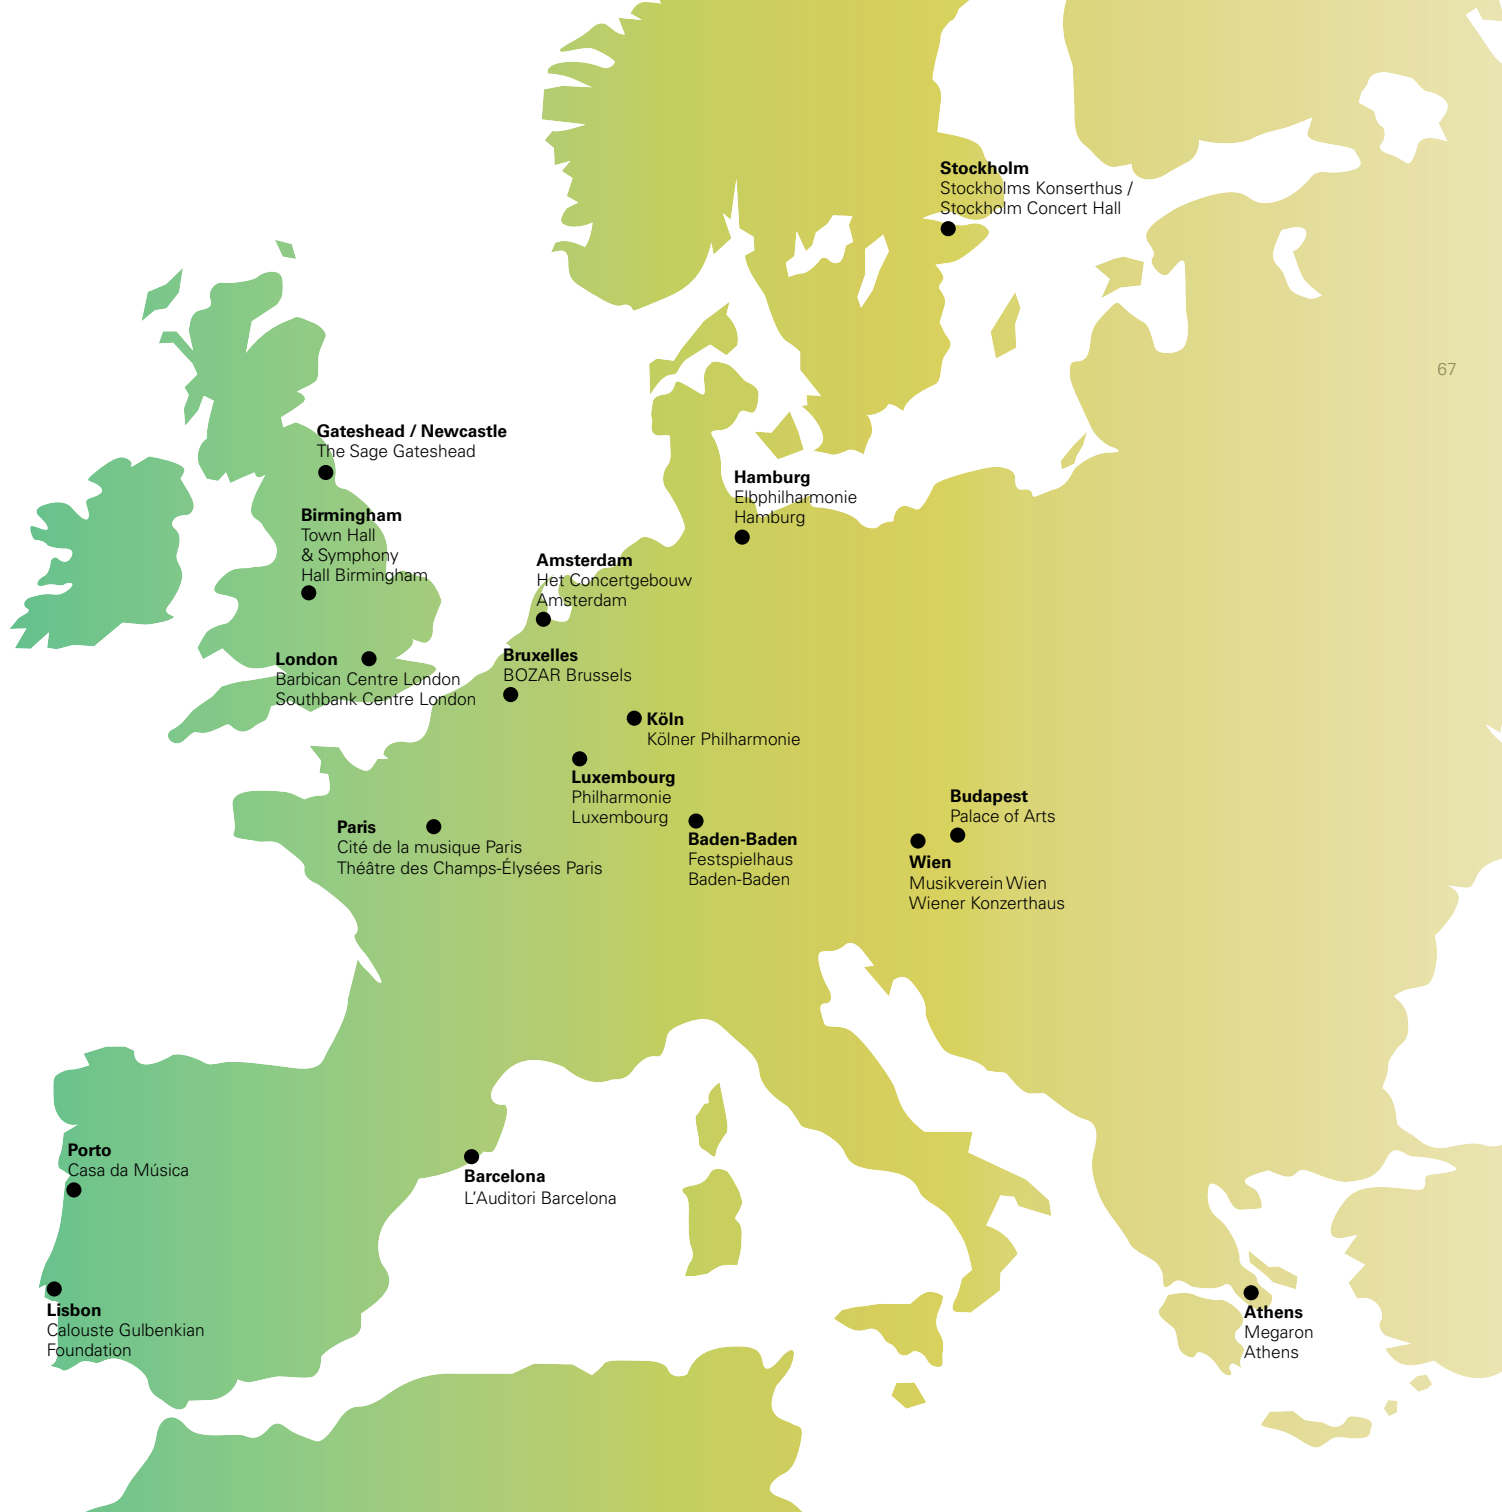 Stockholm
Stockholms Konserthus /
Stockholm Concert Hall
67
Gateshead / Newcastle
The Sage Gateshead
Hamburg
Elbphilharmonie
Hamburg
Birmingham
Town Hall
& Symphony
Hall Birmingham
Amsterdam
Het Concertgebouw
Amsterdam
London
Barbican Centre London
Southbank Centre London
Bruxelles
BOZAR Brussels
Köln
Kölner Philharmonie
Luxembourg
Philharmonie
Luxembourg
Budapest
Palace of Arts
Paris
Cité de la musique Paris
Théâtre des Champs-Élysées Paris
Baden-Baden
Festspielhaus
Baden-Baden
Wien
Musikverein Wien
Wiener Konzerthaus
Porto
Casa da Música
Barcelona
L'Auditori Barcelona
Lisbon
Calouste Gulbenkian
Foundation
Athens
Megaron
Athens